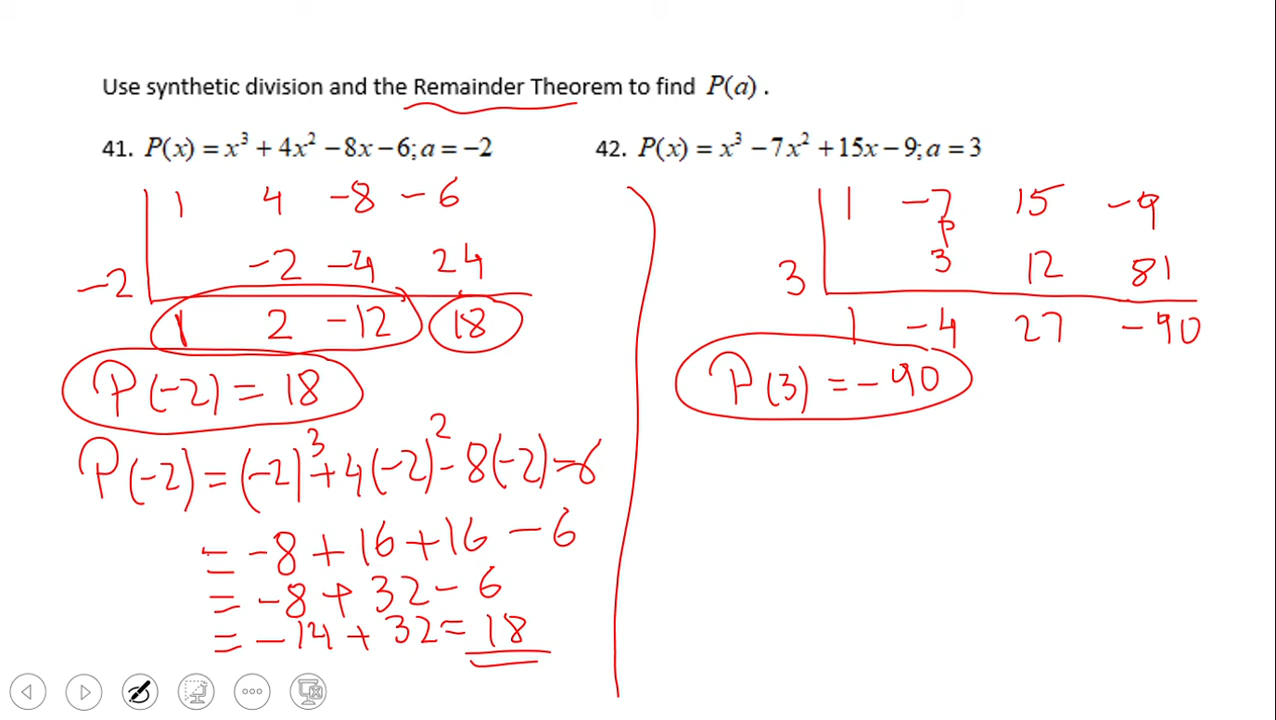 Use synthetic division and the Remainder Theorem to find P(a).
41. P(x) = x³ + 4x² − 8x − 6; a = −2
1 4 −8 −6
−2 −4 24
−2
1 2 −12 18
P(−2) = 18
P(−2) = (−2)³ + 4(−2)² − 8(−2) − 6
= −8 + 16 + 16 − 6
= −8 + 32 − 6
= −14 + 32 = 18
42. P(x) = x³ − 7x² + 15x − 9; a = 3
1 −7 15 −9
3 12 81
3
1 −4 27 −90
P(3) = −90